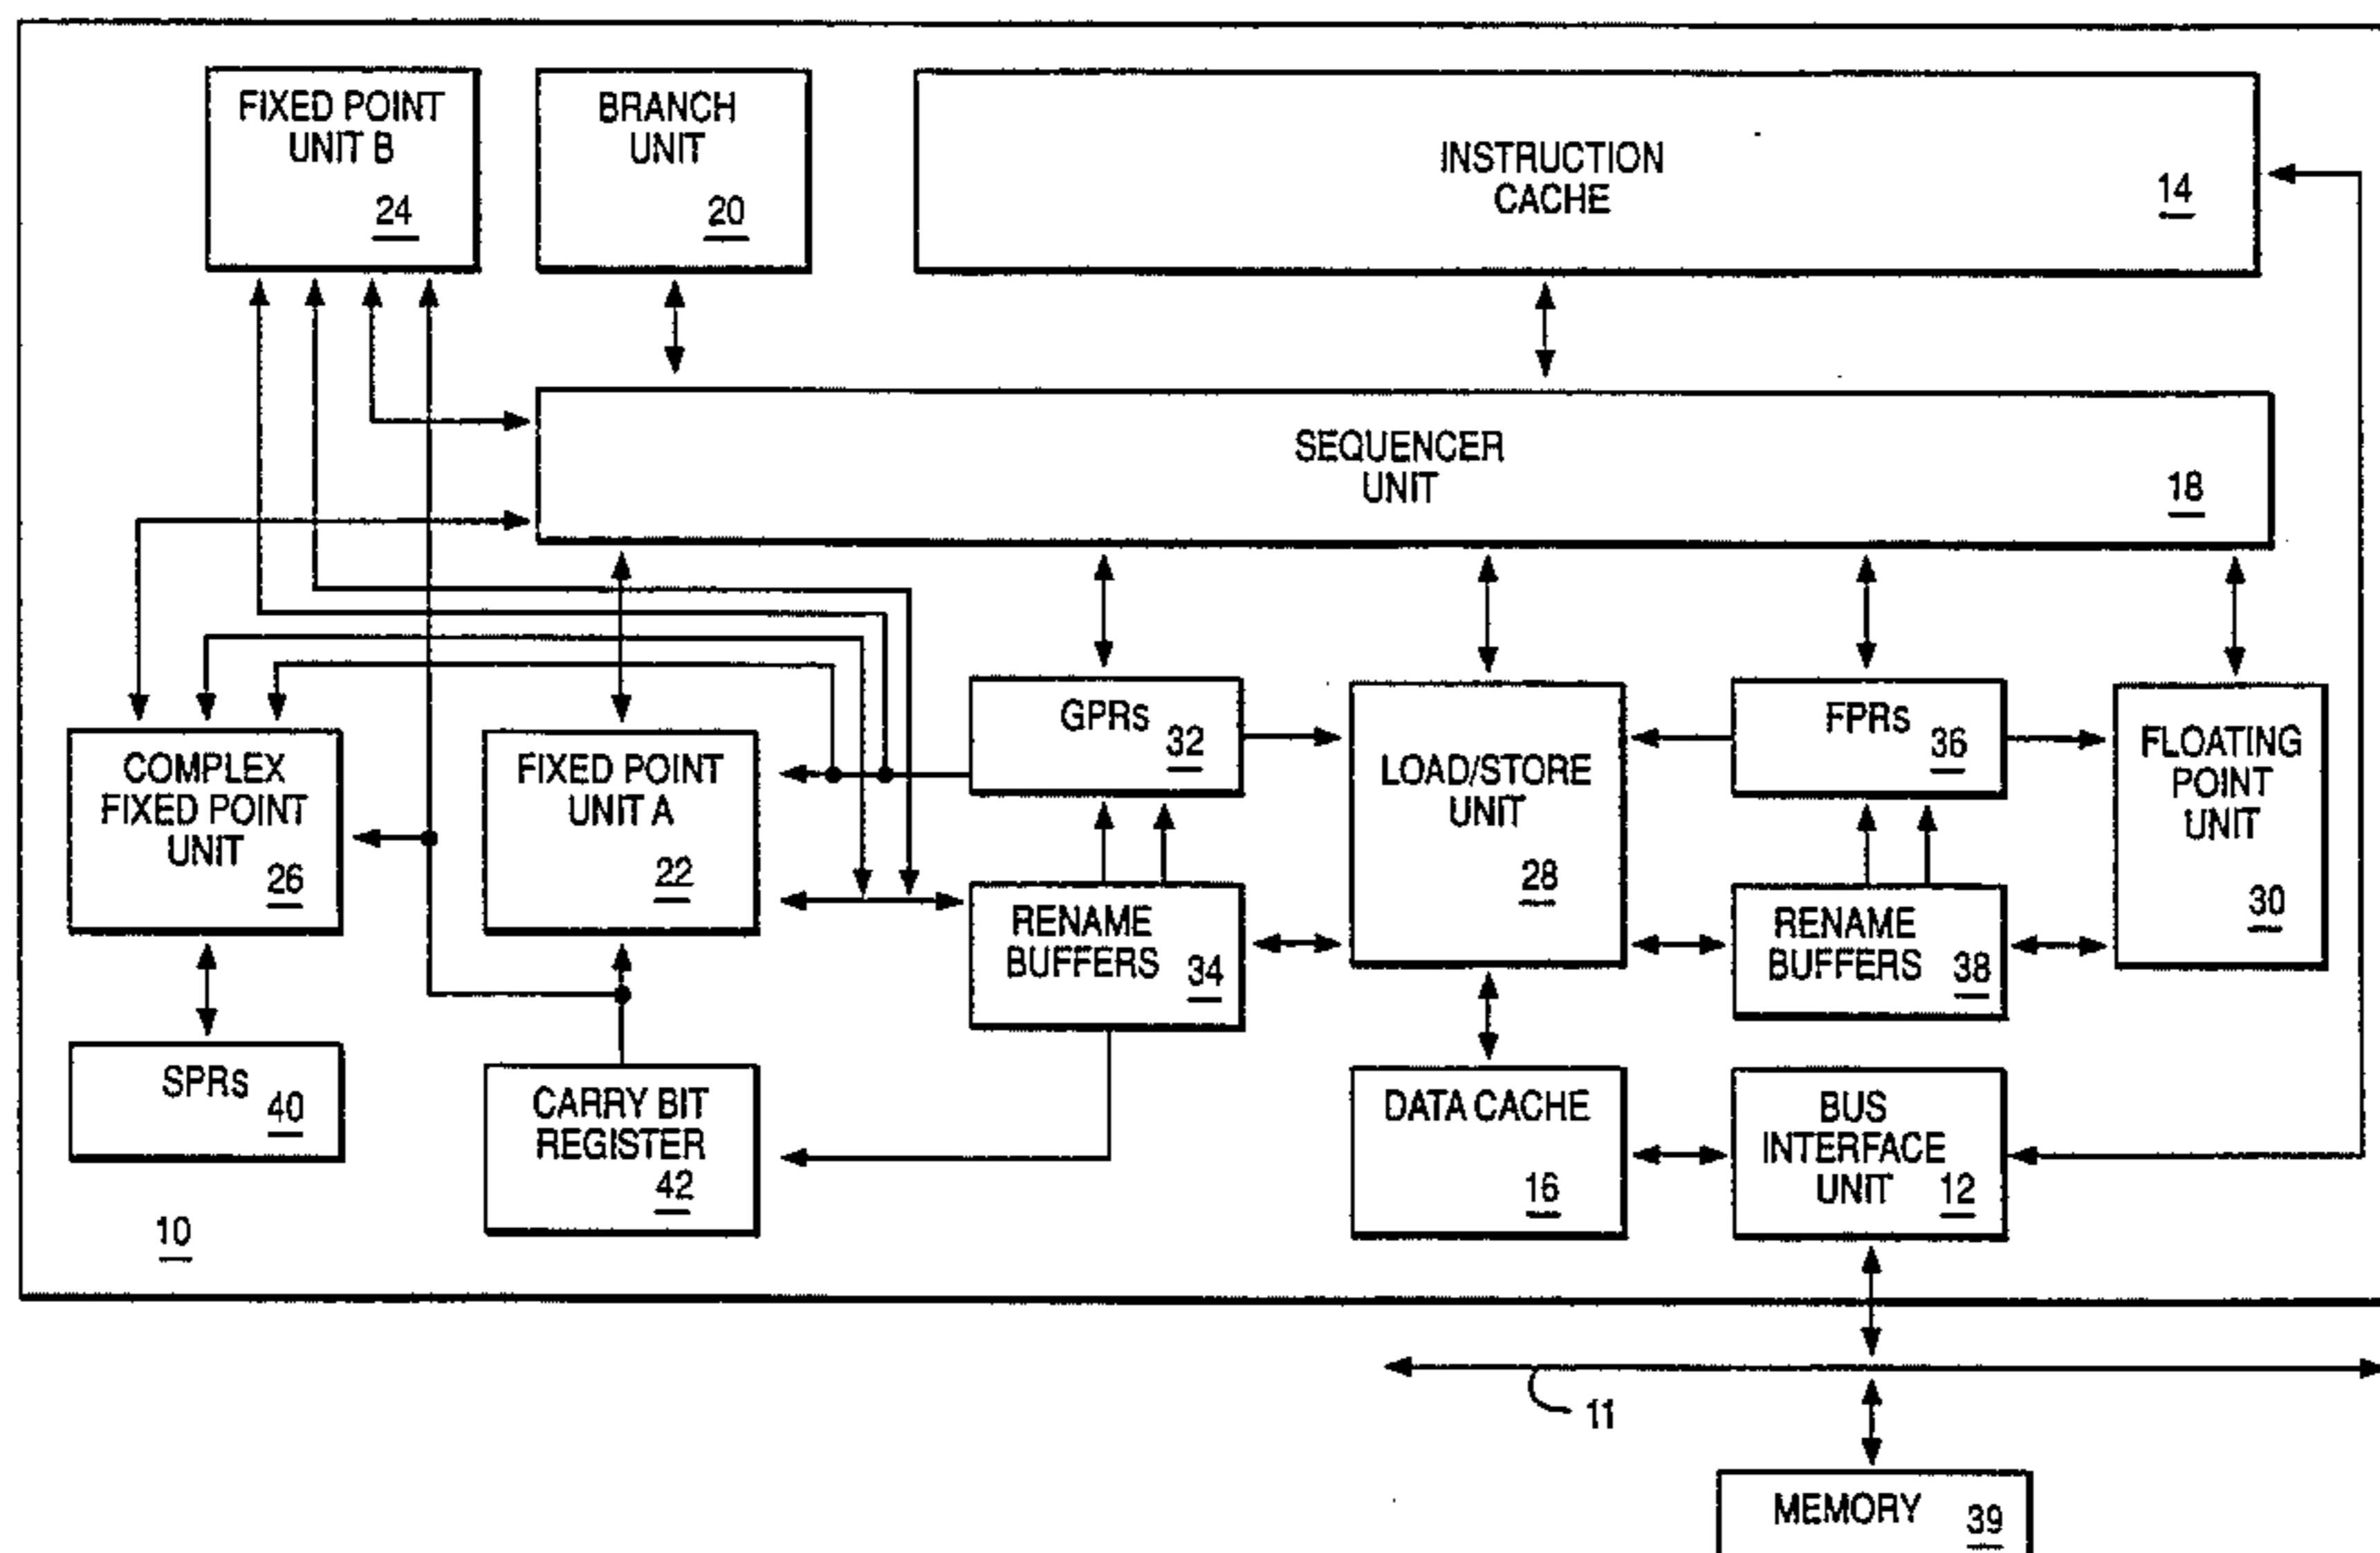 FIXED POINT
UNIT B
24
BRANCH
UNIT
20
INSTRUCTION
CACHE
14
SEQUENCER
UNIT
18
COMPLEX
FIXED POINT
UNIT
26
FIXED POINT
UNIT A
22
GPRs
32
LOAD/STORE
UNIT
28
FPRs
36
FLOATING
POINT
UNIT
30
RENAME
BUFFERS
34
RENAME
BUFFERS
38
SPRs
40
CARRY BIT
REGISTER
42
DATA CACHE
16
BUS
INTERFACE
UNIT
12
10
11
MEMORY
39